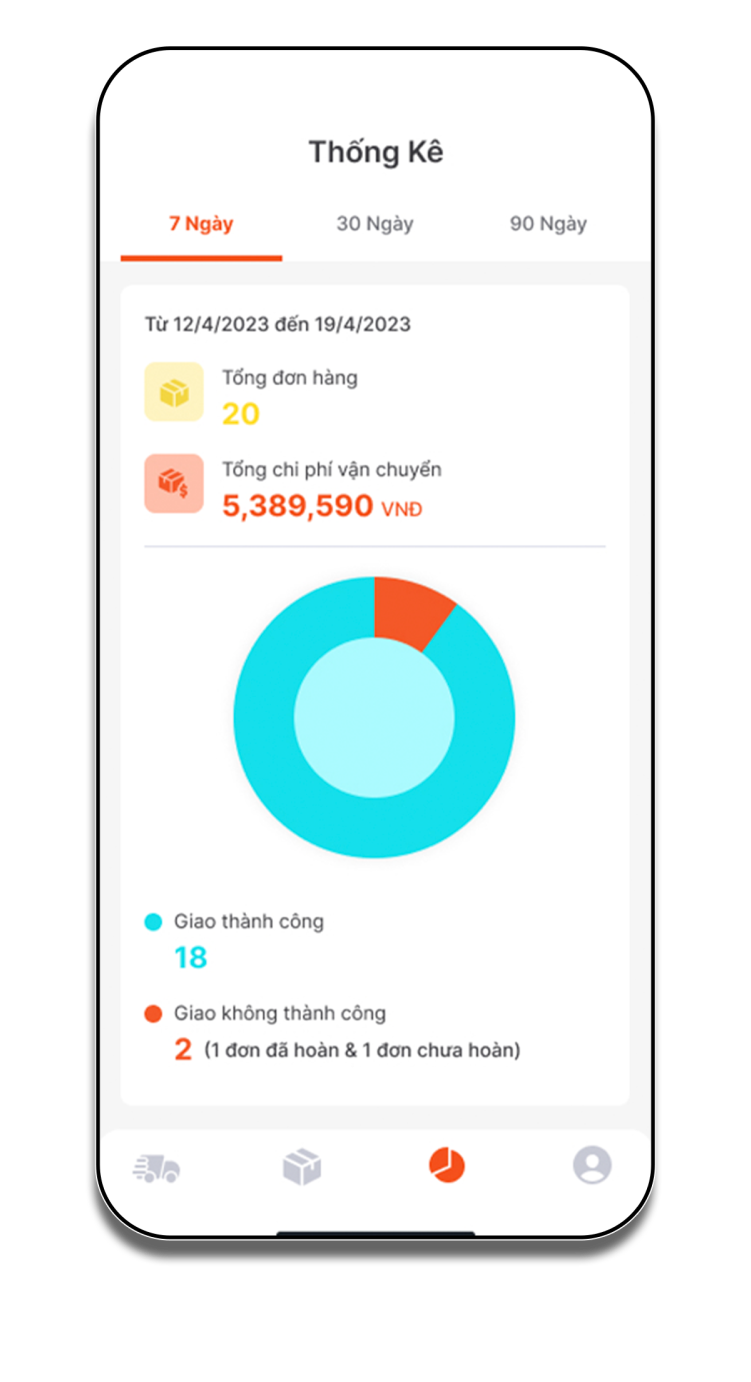 Thống Kê
7 Ngày 30 Ngày 90 Ngày
Từ 12/4/2023 đến 19/4/2023
Tổng đơn hàng
20
Tổng chi phí vận chuyển
5,389,590 VNĐ
Giao thành công
18
Giao không thành công
2 (1 đơn đã hoàn & 1 đơn chưa hoàn)